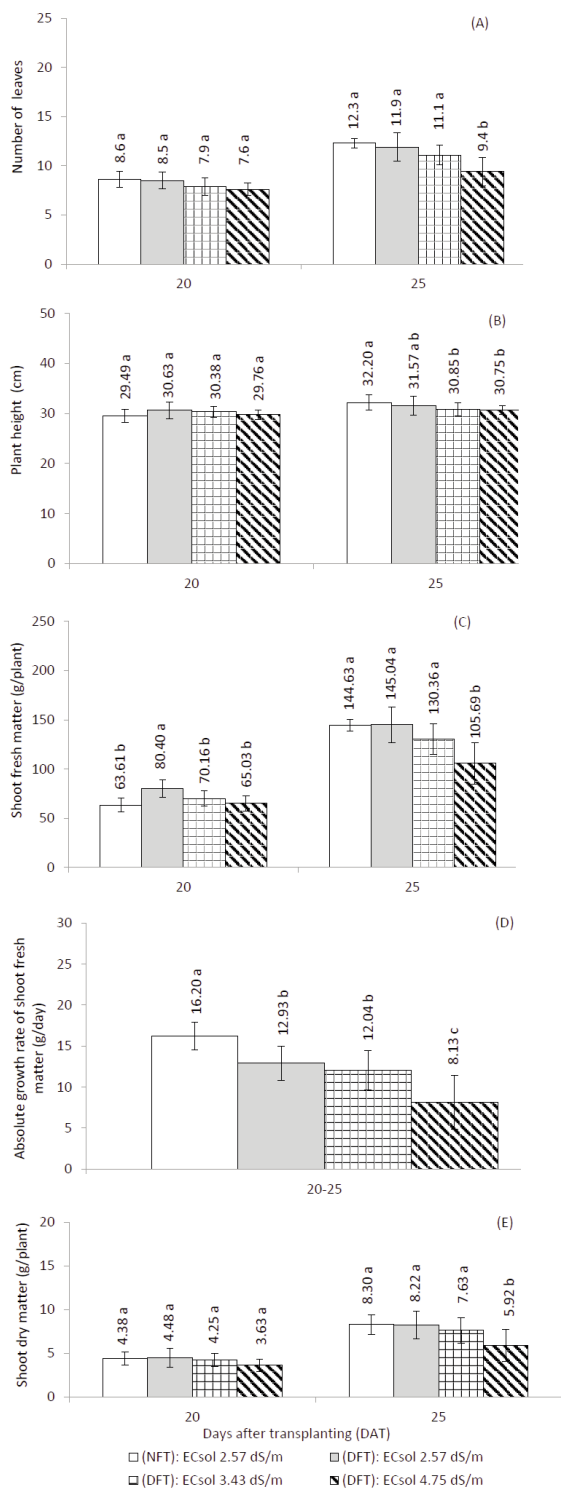 (A)
Number of leaves
25
20
15
10
5
0
8.6 a
8.5 a
7.9 a
7.6 a
12.3 a
11.9 a
11.1 a
9.4 b
20
25
(B)
Plant height (cm)
50
40
30
20
10
0
29.49 a
30.63 a
30.38 a
29.76 a
32.20 a
31.57 a b
30.85 b
30.75 b
20
25
(C)
Shoot fresh matter (g/plant)
250
200
150
100
50
0
63.61 b
80.40 a
70.16 b
65.03 b
144.63 a
145.04 a
130.36 a
105.69 b
20
25
(D)
Absolute growth rate of shoot fresh
matter (g/day)
30
25
20
15
10
5
0
16.20 a
12.93 b
12.04 b
8.13 c
20-25
(E)
Shoot dry matter (g/plant)
20
15
10
5
0
4.38 a
4.48 a
4.25 a
3.63 a
8.30 a
8.22 a
7.63 a
5.92 b
20
25
Days after transplanting (DAT)
(NFT): ECsol 2.57 dS/m
(DFT): ECsol 2.57 dS/m
(DFT): ECsol 3.43 dS/m
(DFT): ECsol 4.75 dS/m